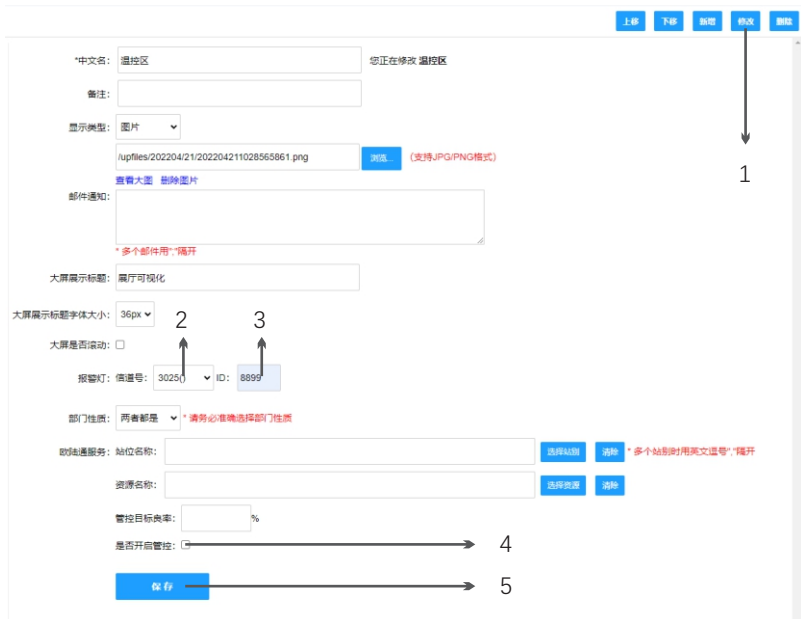 上移 下移 新增 修改 删除
*中文名： 温控区 您正在修改 温控区
备注：
显示类型： 图片
/upfiles/202204/21/202204211028565861.png 浏览... (支持JPG/PNG格式)
1
查看大图 删除图片
邮件通知：
* 多个邮件用","隔开
大屏展示标题： 展厅可视化
大屏展示标题字体大小： 36px 2 3
大屏是否滚动：
报警灯： 信道号： 3025() ID： 8899
部门性质： 两者都是 * 请务必准确选择部门性质
欧陆通服务： 站位名称： 选择站别 清除 * 多个站别时用英文逗号","隔开
资源名称： 选择资源 清除
管控目标良率： %
是否开启管控： 4
保存 5